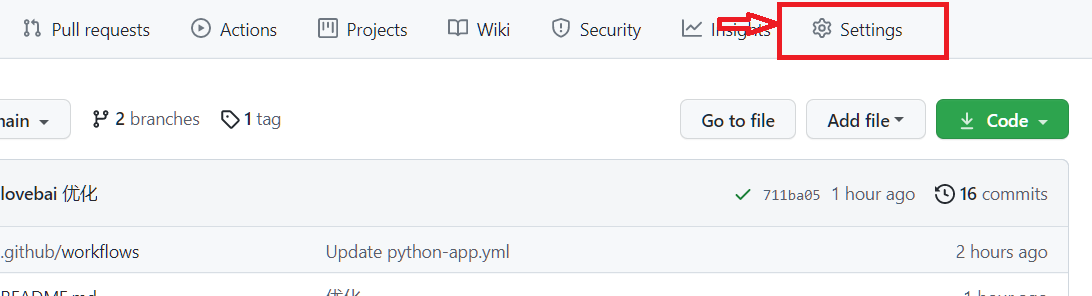 Pull requests Actions Projects Wiki Security Insights Settings
main 2 branches 1 tag Go to file Add file Code
lovebai 优化 711ba05 1 hour ago 16 commits
.github/workflows Update python-app.yml 2 hours ago
README.md 优化 1 hour ago